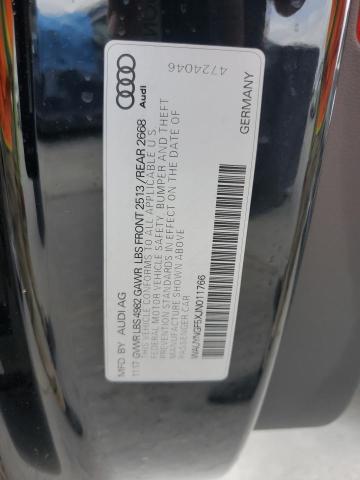 4724046
Audi
GERMANY
MFD BY AUDI AG
11 17 GVWR LBS 4982 GAWR LBS FRONT 2513 / REAR 2668
THIS VEHICLE CONFORMS TO ALL APPLICABLE U.S.
FEDERAL MOTOR VEHICLE SAFETY, BUMPER AND THEFT
PREVENTION STANDARDS IN EFFECT ON THE DATE OF
MANUFACTURE SHOWN ABOVE.
PASSENGER CAR
WAUYNGF5XJN011766